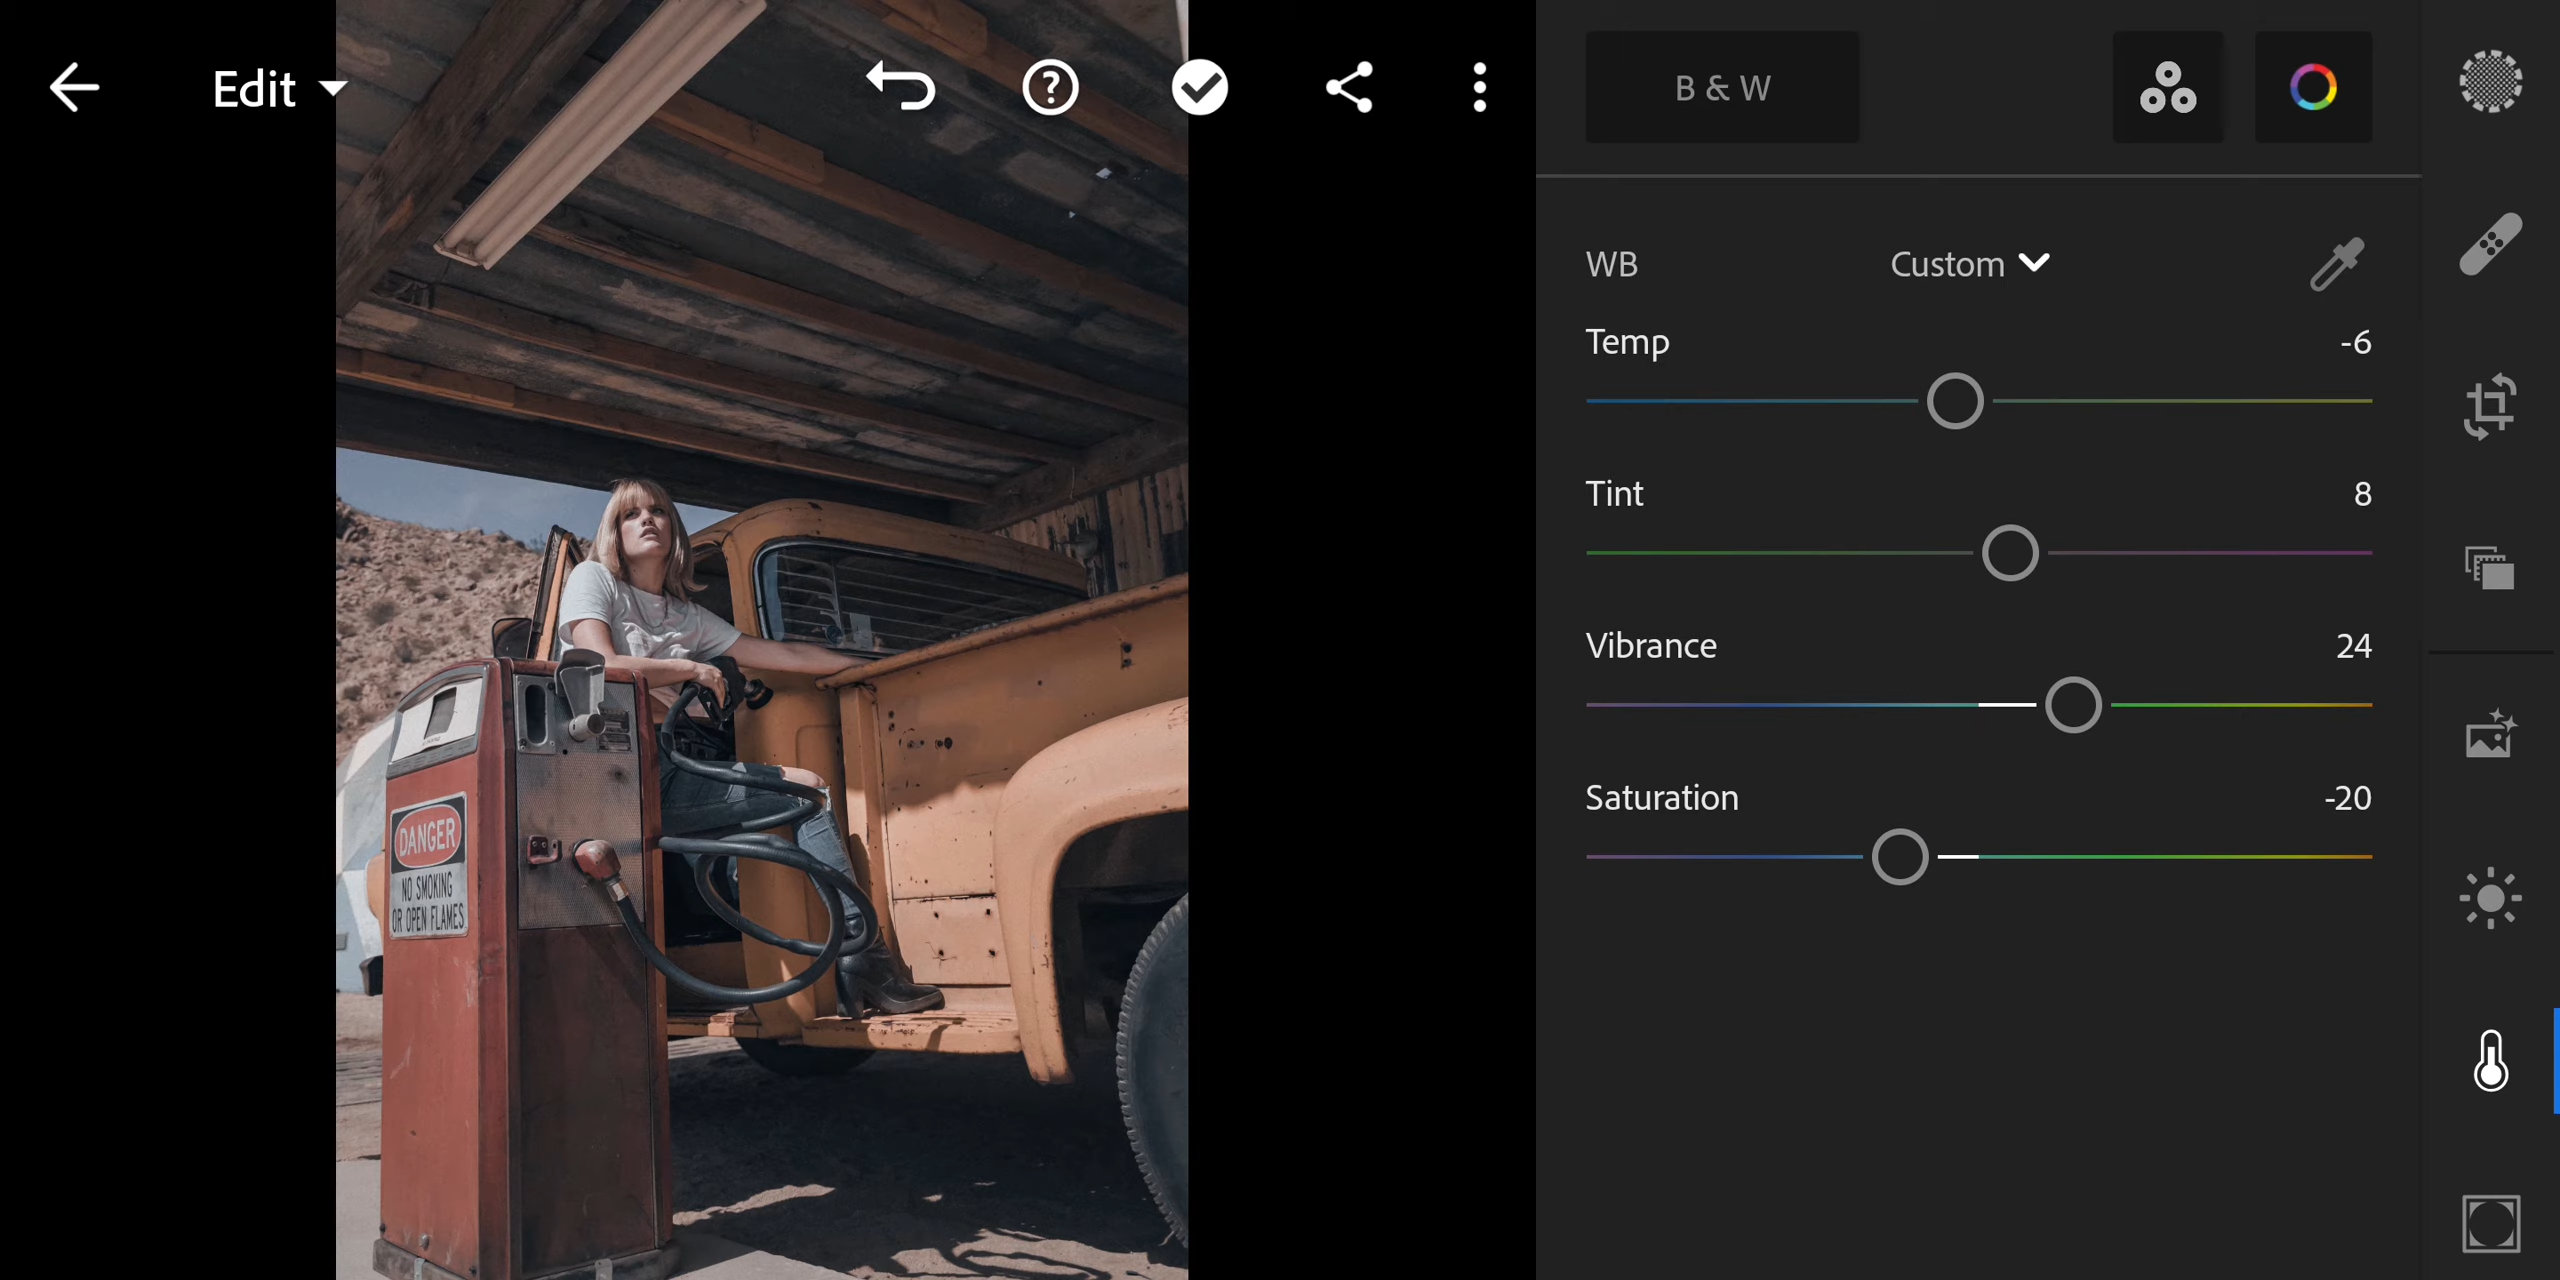 Edit
B & W
WB
Custom
Temp
-6
Tint
8
Vibrance
24
Saturation
-20
DANGER
NO SMOKING
OR OPEN FLAMES